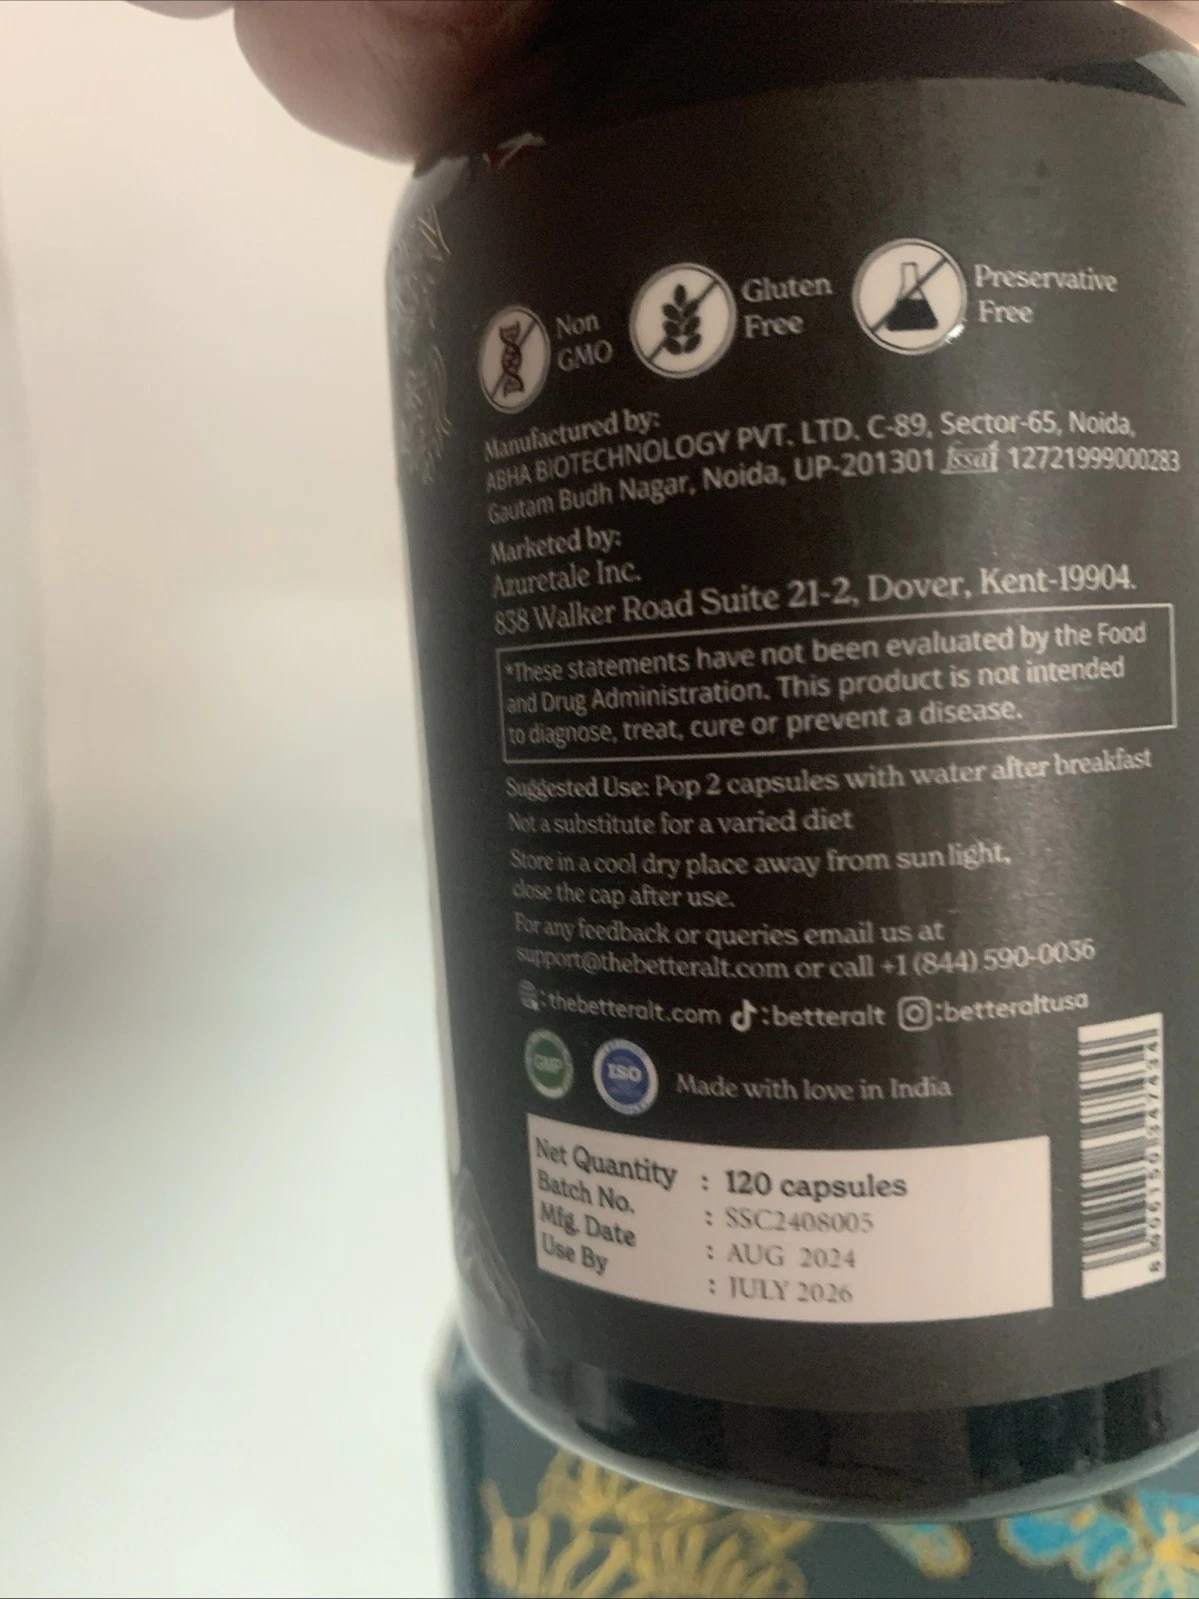 Non
GMO
Gluten
Free
Preservative
Free
Manufactured by:
ABHA BIOTECHNOLOGY PVT. LTD. C-89, Sector-65, Noida,
Gautam Budh Nagar, Noida, UP-201301 fssai 12721999000283
Marketed by:
Azuretale Inc.
838 Walker Road Suite 21-2, Dover, Kent-19904.
*These statements have not been evaluated by the Food
and Drug Administration. This product is not intended
to diagnose, treat, cure or prevent a disease.
Suggested Use: Pop 2 capsules with water after breakfast
Not a substitute for a varied diet
Store in a cool dry place away from sunlight,
close the cap after use.
For any feedback or queries email us at
support@thebetteralt.com or call +1 (844) 590-0036
:thebetteralt.com :betteralt :betteraltusa
GMP
ISO
Made with love in India
Net Quantity : 120 capsules
Batch No. : SSC2408005
Mfg. Date : AUG 2024
Use By : JULY 2026